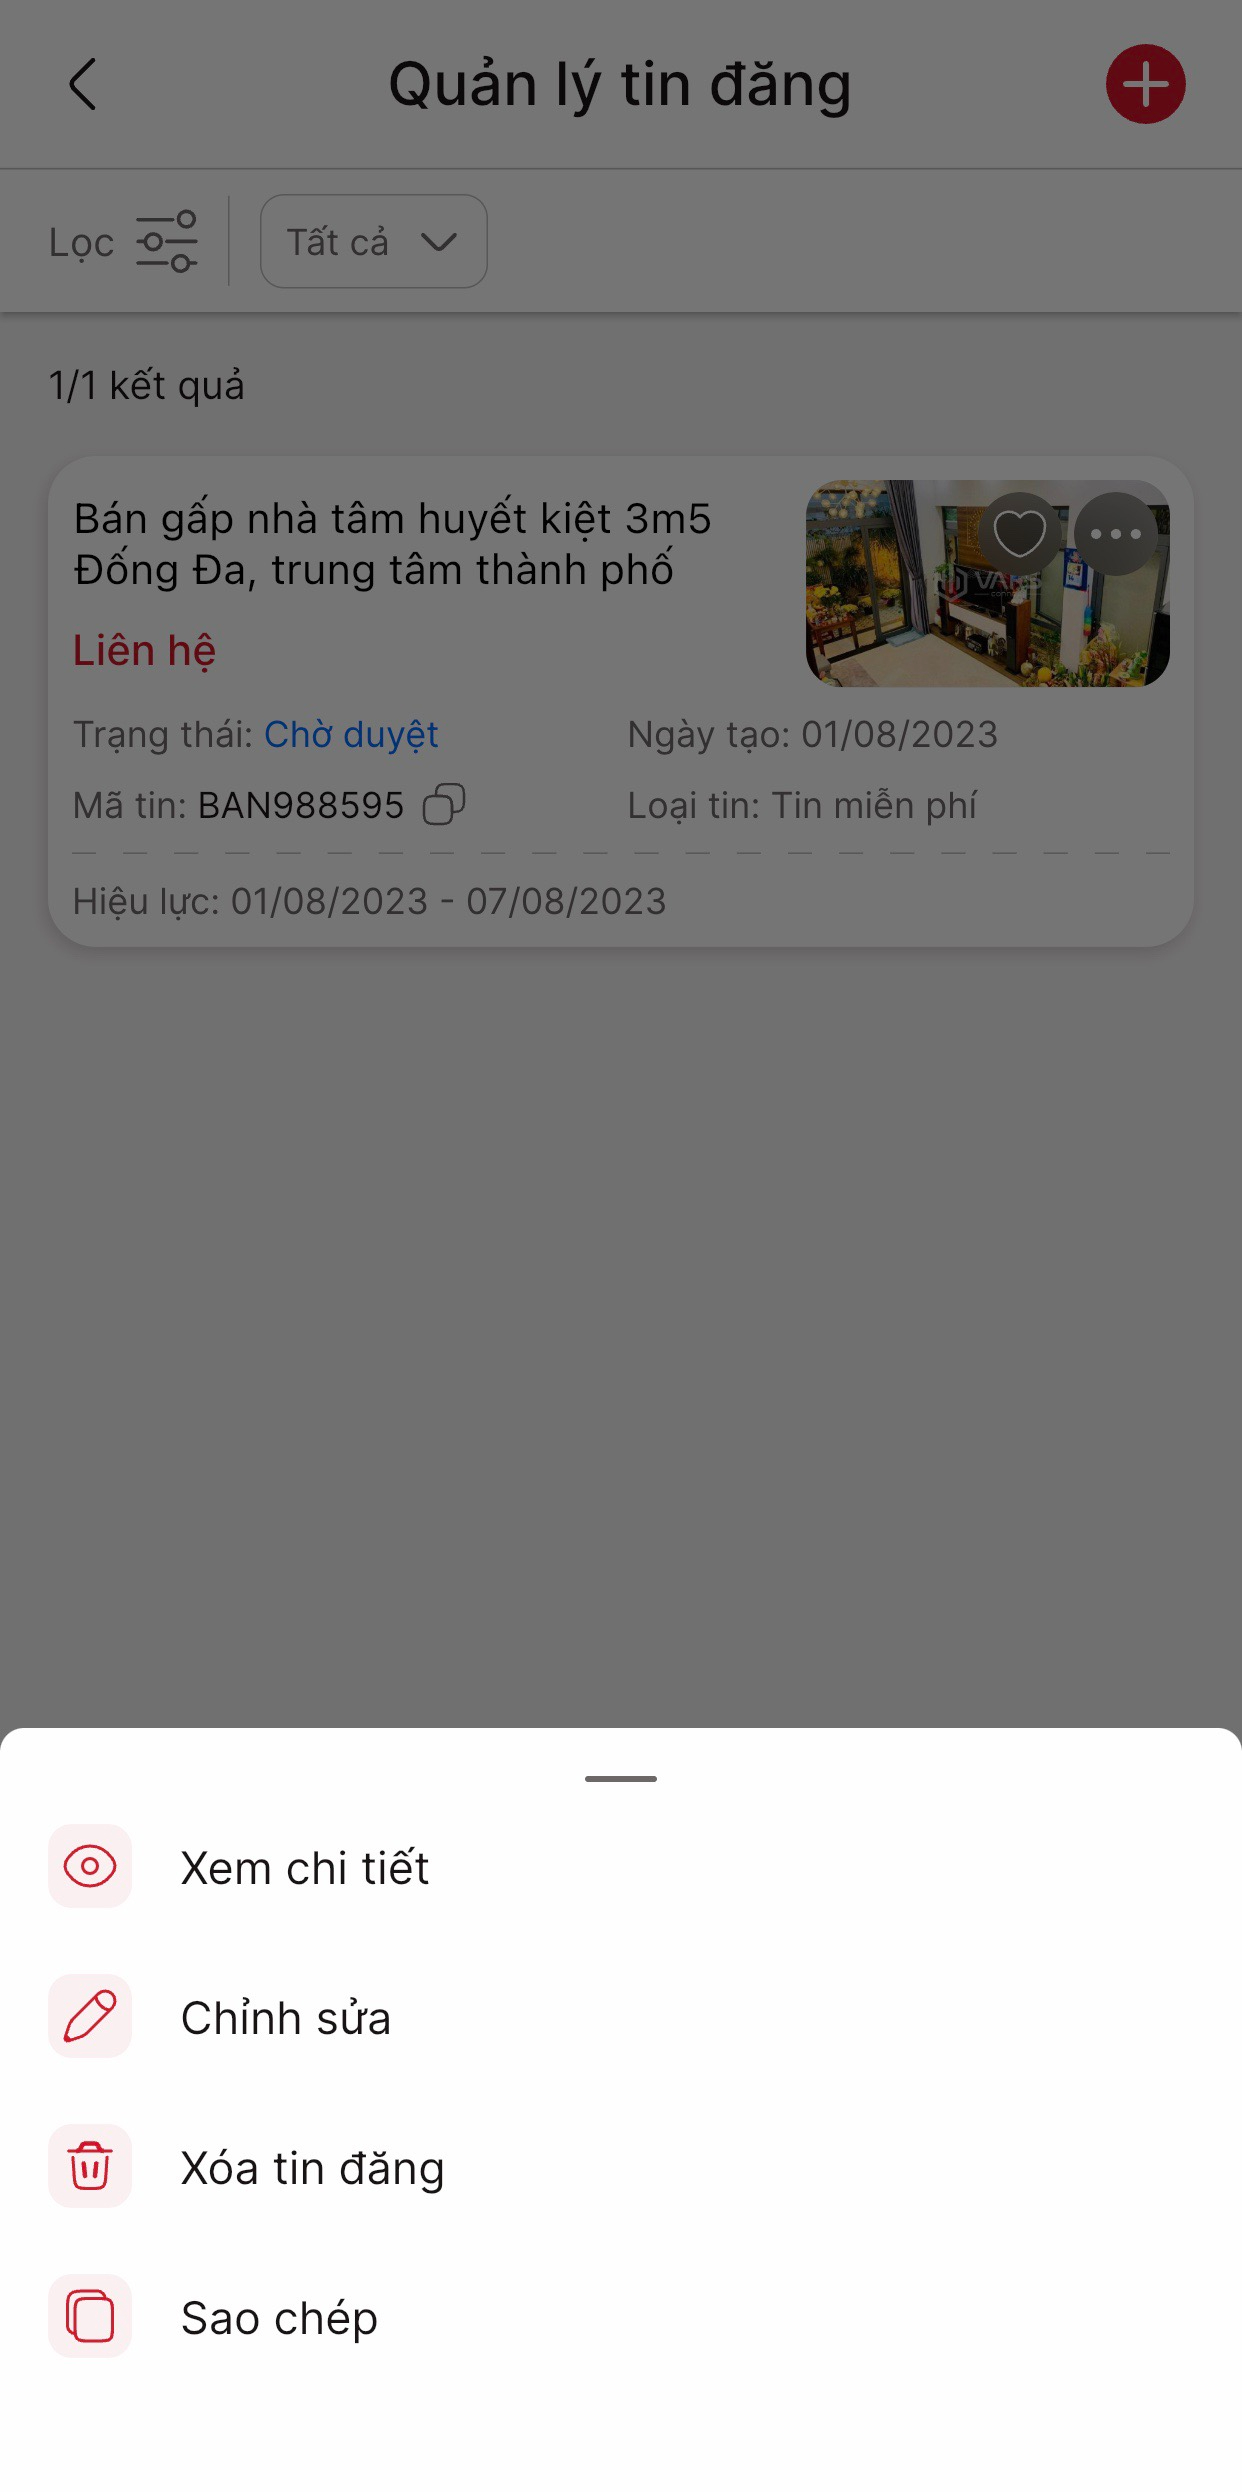 Quản lý tin đăng
Lọc
Tất cả
1/1 kết quả
Bán gấp nhà tâm huyết kiệt 3m5
Đống Đa, trung tâm thành phố
Liên hệ
Trạng thái: Chờ duyệt
Ngày tạo: 01/08/2023
Mã tin: BAN988595
Loại tin: Tin miễn phí
Hiệu lực: 01/08/2023 - 07/08/2023
Xem chi tiết
Chỉnh sửa
Xóa tin đăng
Sao chép